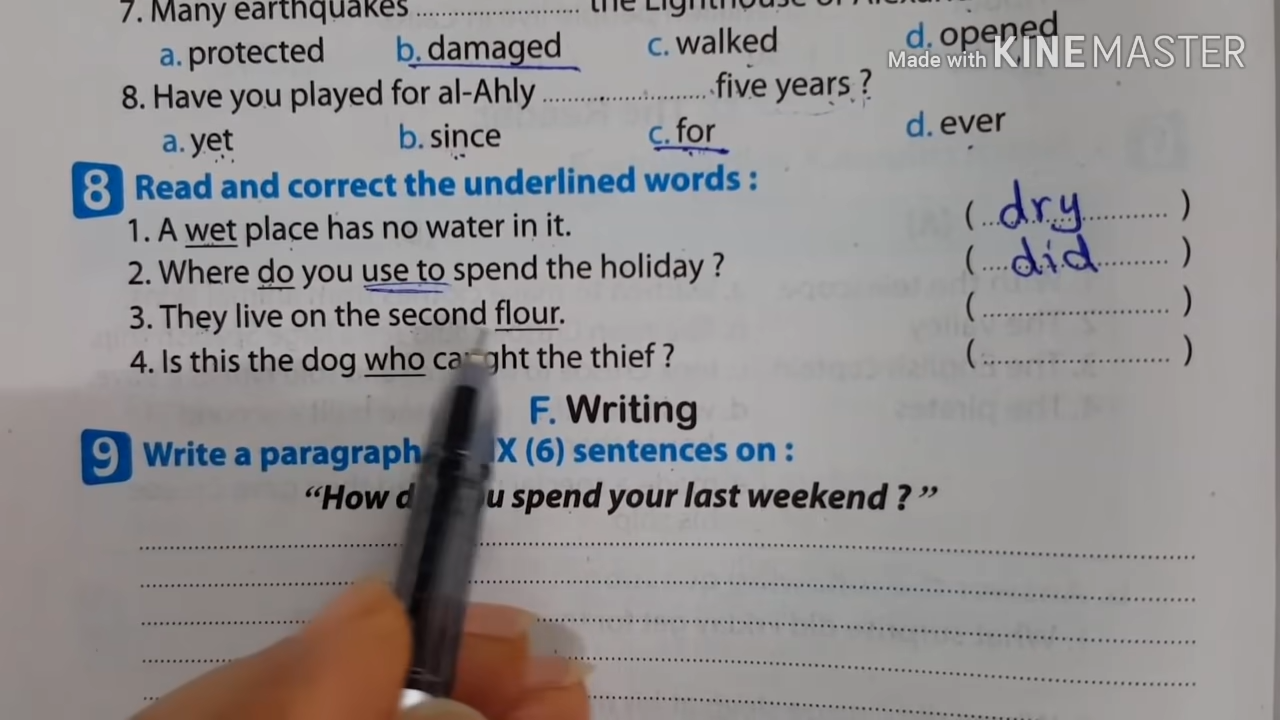 7. Many earthquakes .................. the Lighthouse of
a. protected b. damaged c. walked d. opened
Made with KINEMASTER
8. Have you played for al-Ahly .................. five years ?
a. yet b. since c. for d. ever
8 Read and correct the underlined words :
1. A wet place has no water in it. ( dry )
2. Where do you use to spend the holiday ? ( did )
3. They live on the second flour. (..................)
4. Is this the dog who caught the thief ? (..................)
F. Writing
9 Write a paragraph X (6) sentences on :
“How d u spend your last weekend ? ”